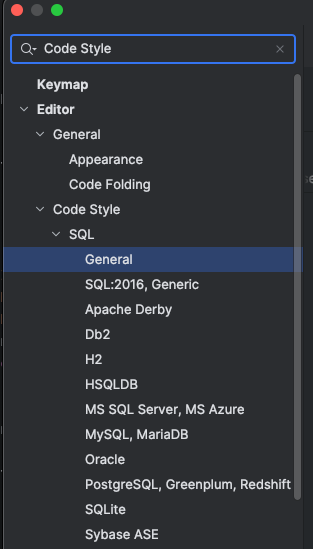 Code Style
Keymap
Editor
General
Appearance
Code Folding
Code Style
SQL
General
SQL:2016, Generic
Apache Derby
Db2
H2
HSQLDB
MS SQL Server, MS Azure
MySQL, MariaDB
Oracle
PostgreSQL, Greenplum, Redshift
SQLite
Sybase ASE